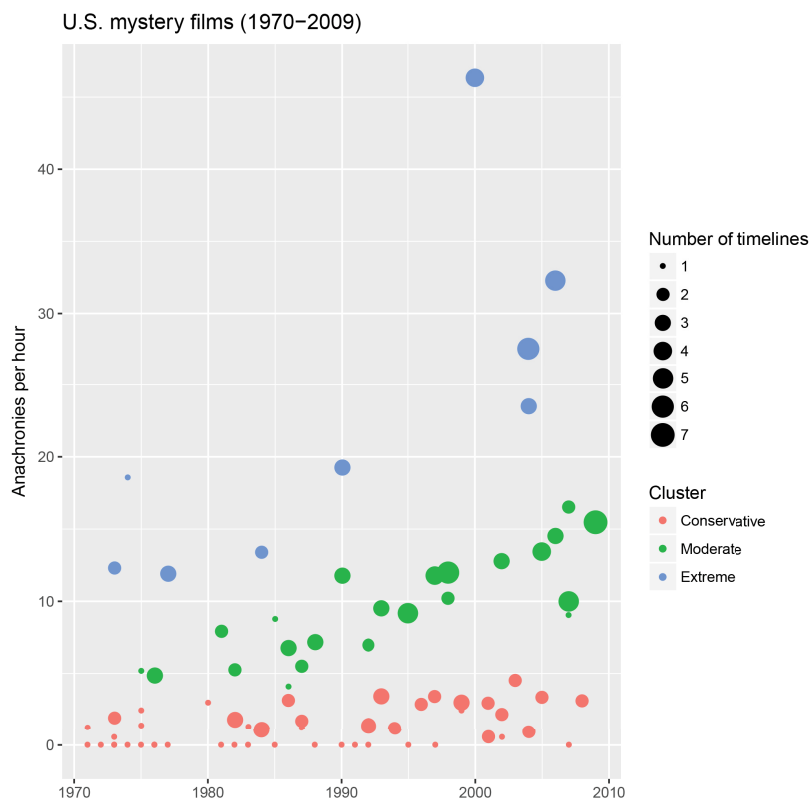 U.S. mystery films (1970−2009)
Anachronies per hour
40
30
20
10
0
1970
1980
1990
2000
2010
Number of timelines
1
2
3
4
5
6
7
Cluster
Conservative
Moderate
Extreme